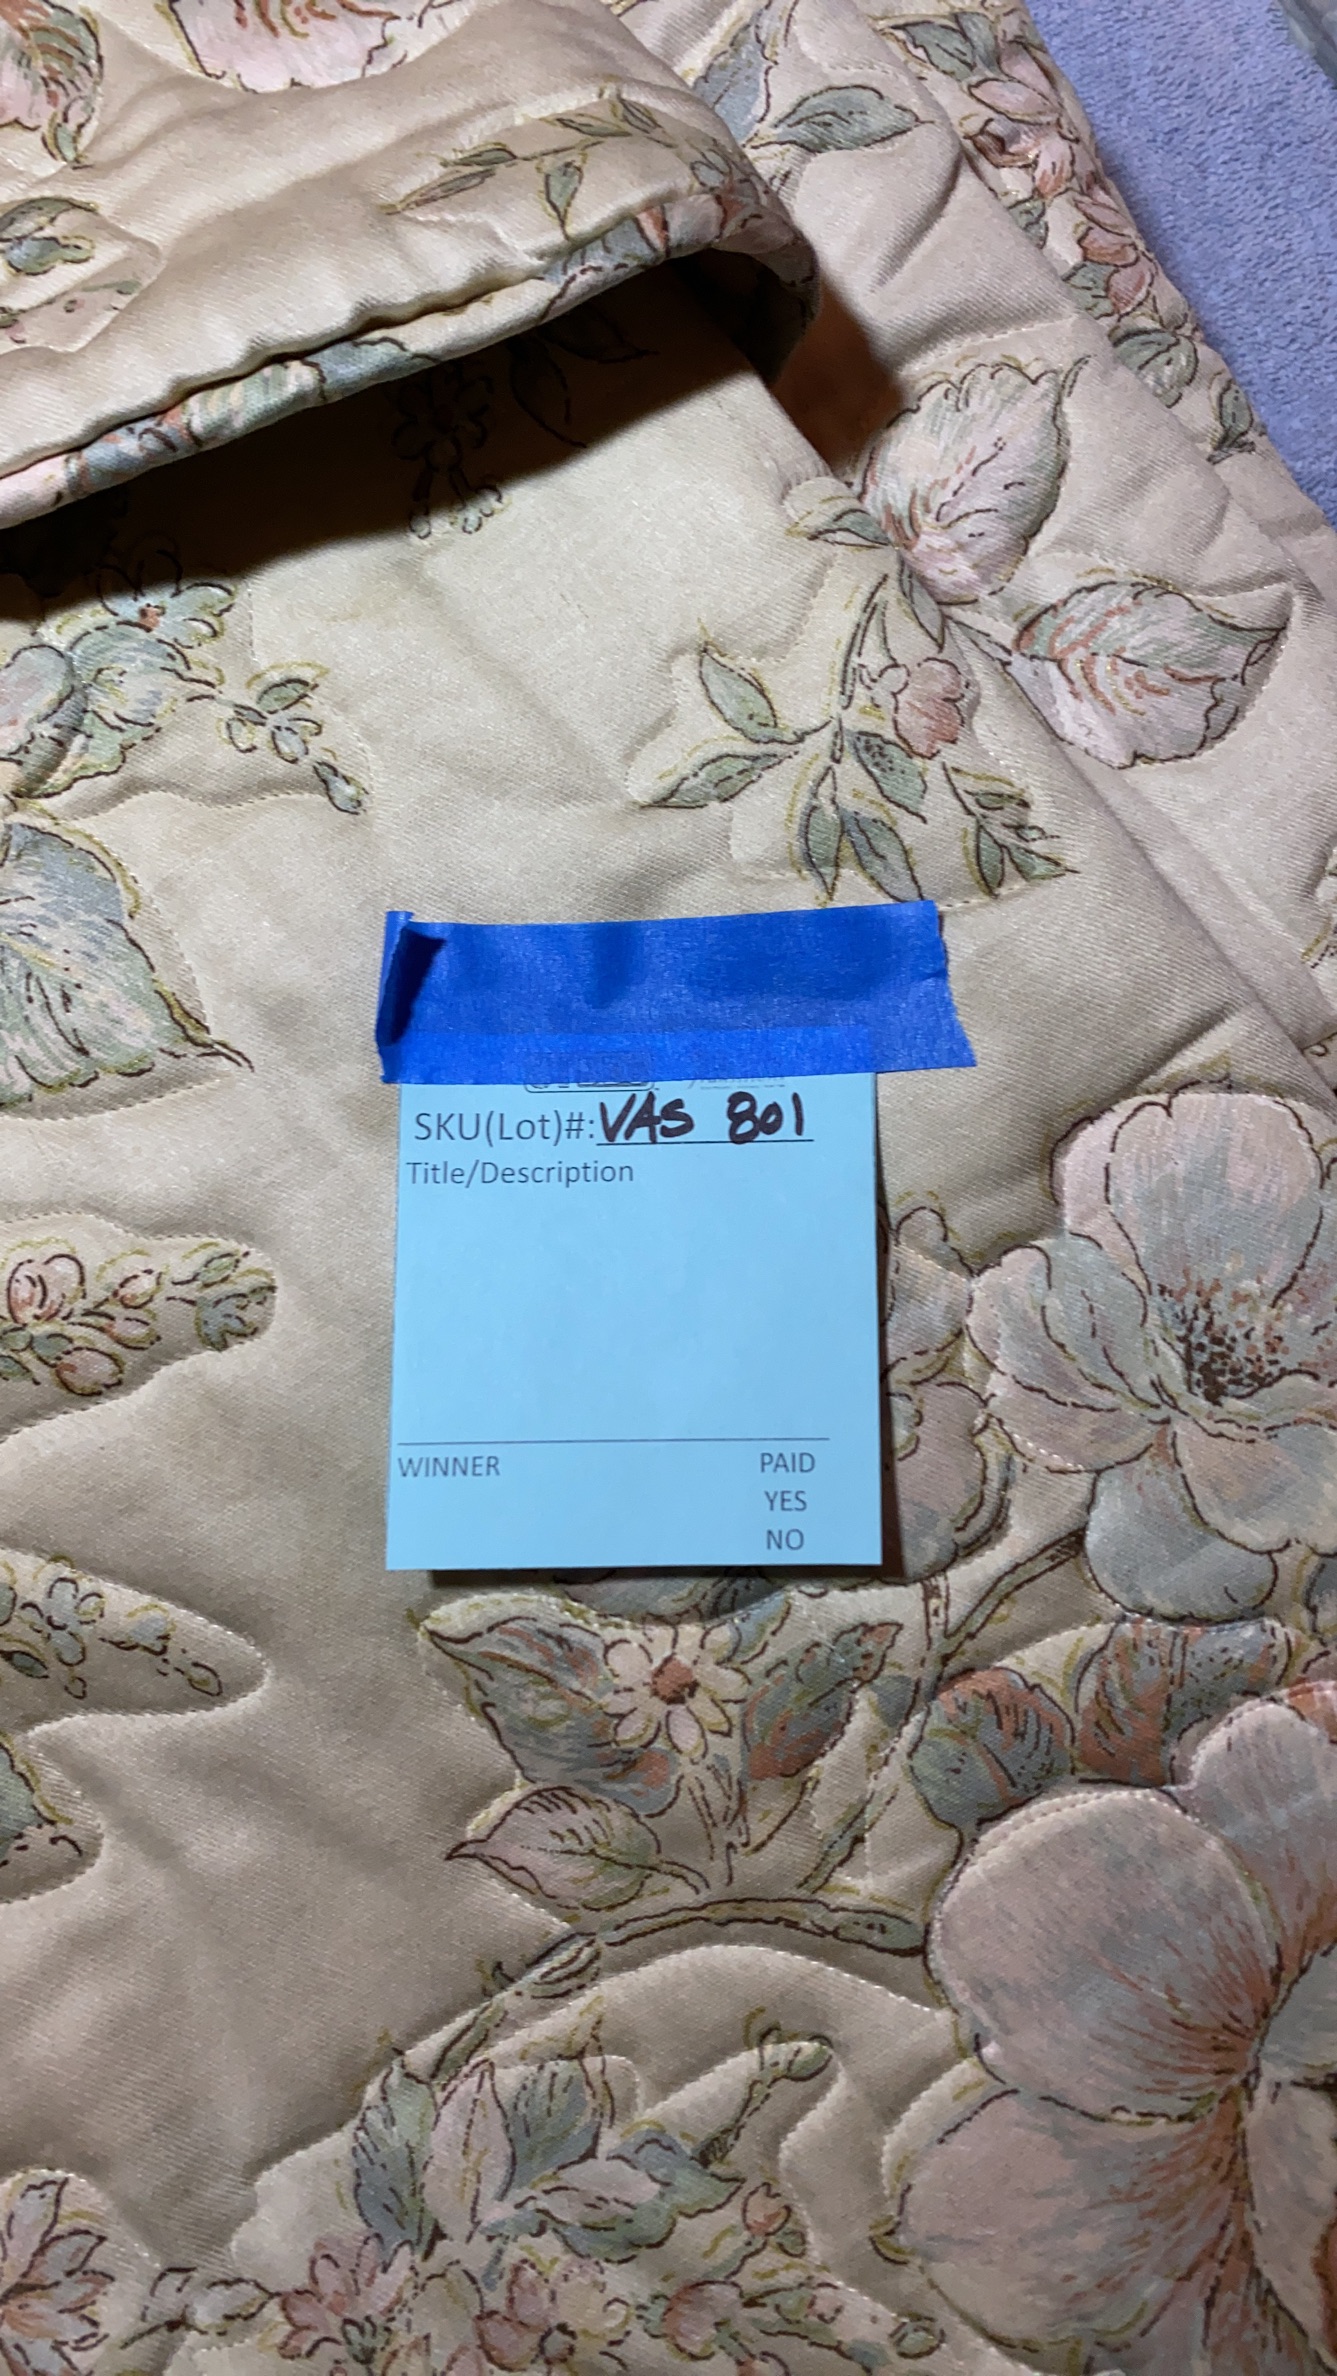 SKU(Lot)#: VAS 801
Title/Description
WINNER PAID
YES
NO